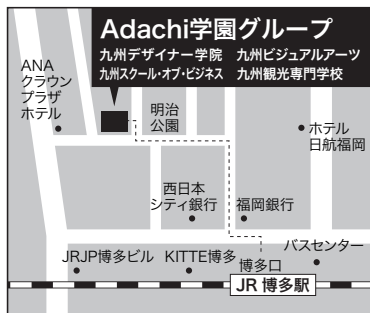 Adachi学園グループ
九州デザイナー学院 九州ビジュアルアーツ
九州スクール・オブ・ビジネス 九州観光専門学校
ANA
クラウン
プラザ
ホテル
明治
公園
ホテル
日航福岡
西日本
シティ銀行
福岡銀行
バスセンター
JRJP博多ビル
KITTE博多
博多口
JR 博多駅